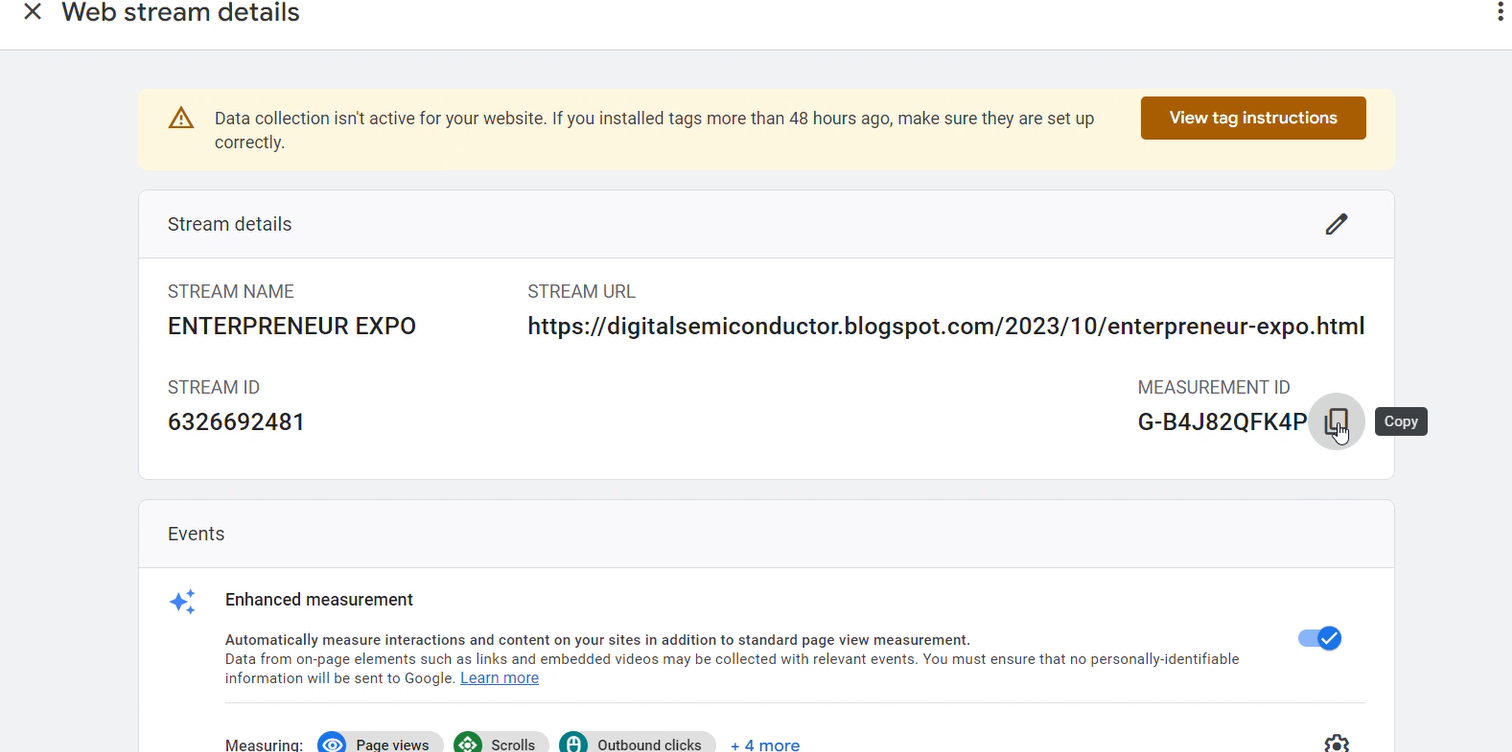 Web stream details
Data collection isn't active for your website. If you installed tags more than 48 hours ago, make sure they are set up
correctly.
View tag instructions
Stream details
STREAM NAME
STREAM URL
ENTERPRENEUR EXPO
https://digitalsemiconductor.blogspot.com/2023/10/enterpreneur-expo.html
STREAM ID
MEASUREMENT ID
6326692481
G-B4J82QFK4P
Copy
Events
Enhanced measurement
Automatically measure interactions and content on your sites in addition to standard page view measurement.
Data from on-page elements such as links and embedded videos may be collected with relevant events. You must ensure that no personally-identifiable
information will be sent to Google. Learn more
Measuring: Page views Scrolls Outbound clicks + 4 more